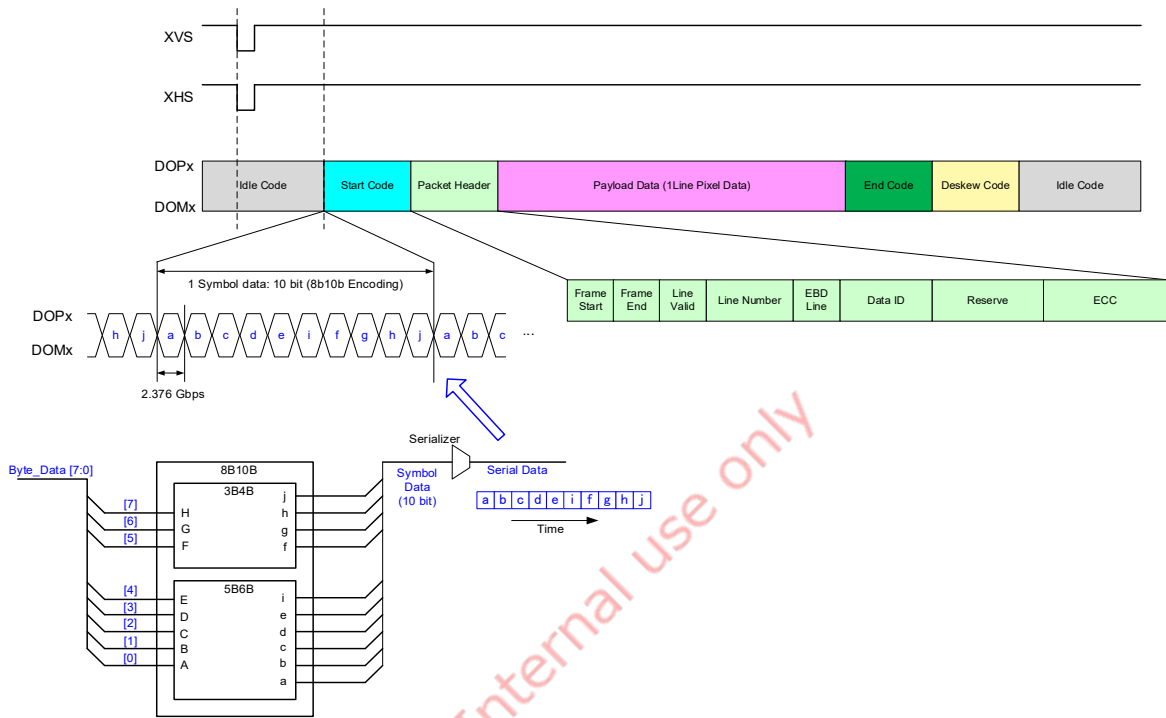 XVS
XHS
DOPx
DOMx
Idle Code
Start Code
Packet Header
Payload Data (1Line Pixel Data)
End Code
Deskew Code
Idle Code
1 Symbol data: 10 bit (8b10b Encoding)
Frame
Start
Frame
End
Line
Valid
Line Number
EBD
Line
Data ID
Reserve
ECC
DOPx
DOMx
h j a b c d e i f g h j a b c ...
2.376 Gbps
Serializer
Byte_Data [7:0]
8B10B
Symbol
Data
(10 bit)
Serial Data
3B4B
[7] H
[6] G
[5] F
j
h
g
f
a b c d e i f g h j
Time
5B6B
[4] E
[3] D
[2] C
[1] B
[0] A
i
e
d
c
b
a
Internal use only